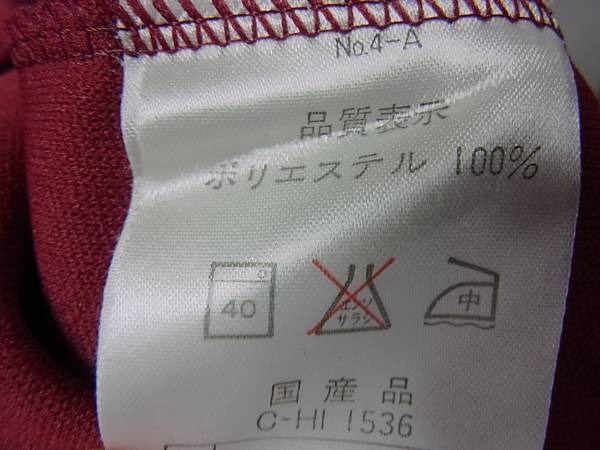 No.4-A
品質表示
ポリエステル 100%
40
エンソ
サラシ
中
国産品
C-HI 1536